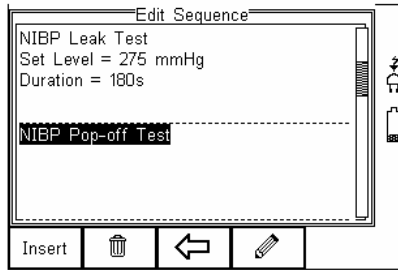 Edit Sequence
NIBP Leak Test
Set Level = 275 mmHg
Duration = 180s
NIBP Pop-off Test
Insert